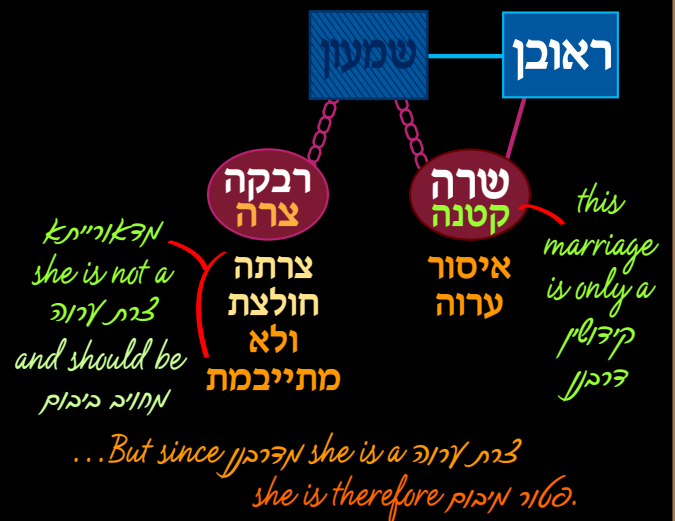 שמעון
ראובן
רבקה
צרה
שרה
קטנה
מדאורייתא
she is not a
צרת ערוה
and should be
מחוייב ביבום
צרתה
חולצת
ולא
מתייבמת
איסור
ערוה
this
marriage
is only a
קידושין
דרבנן
...But since מדרבנן she is a צרת ערוה
she is therefore פטור מיבום.